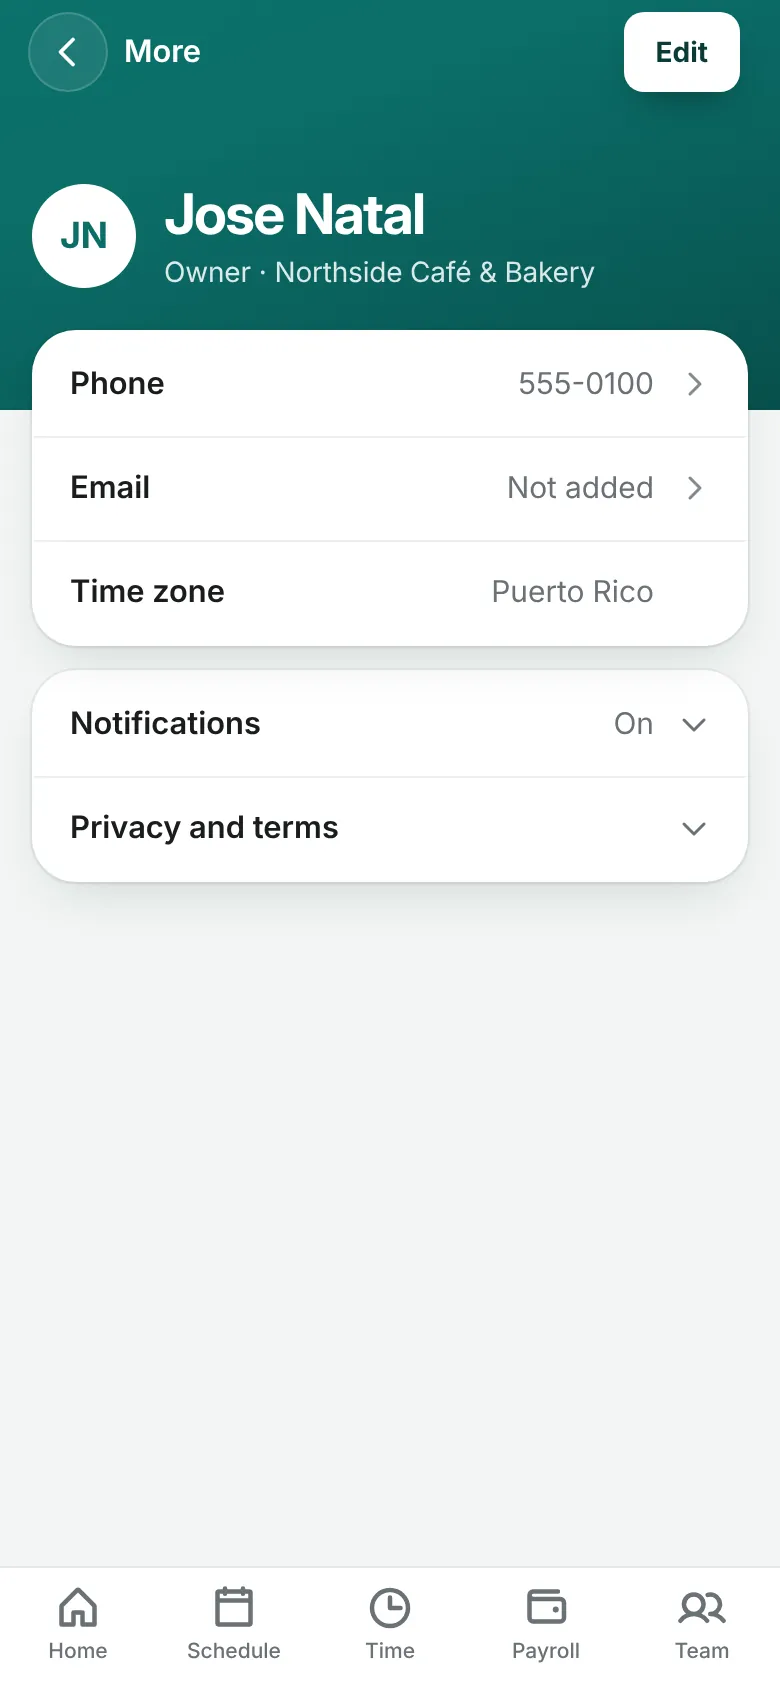 More
Edit
JN
Jose Natal
Owner · Northside Café & Bakery
Phone 555-0100
Email Not added
Time zone Puerto Rico
Notifications On
Privacy and terms
Home Schedule Time Payroll Team